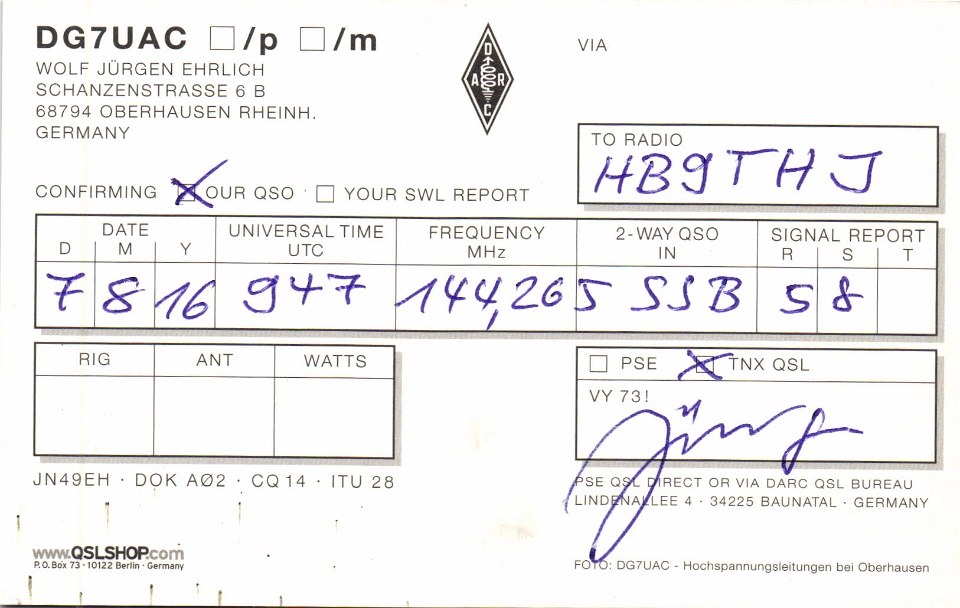 DG7UAC ☐/p ☐/m
WOLF JÜRGEN EHRLICH
SCHANZENSTRASSE 6 B
68794 OBERHAUSEN RHEINH.
GERMANY
DARC
VIA
TO RADIO
HB9THJ
CONFIRMING ☒ OUR QSO ☐ YOUR SWL REPORT
DATE UNIVERSAL TIME FREQUENCY 2-WAY QSO SIGNAL REPORT
D M Y UTC MHz IN R S T
7 8 16 947 144,265 SSB 5 8
RIG ANT WATTS
☐ PSE ☒ TNX QSL
VY 73!
Jürg
JN49EH · DOK AØ2 · CQ 14 · ITU 28
PSE QSL DIRECT OR VIA DARC QSL BUREAU
LINDENALLEE 4 · 34225 BAUNATAL · GERMANY
www.QSLSHOP.com
P.O. Box 73 · 10122 Berlin · Germany
FOTO: DG7UAC - Hochspannungsleitungen bei Oberhausen